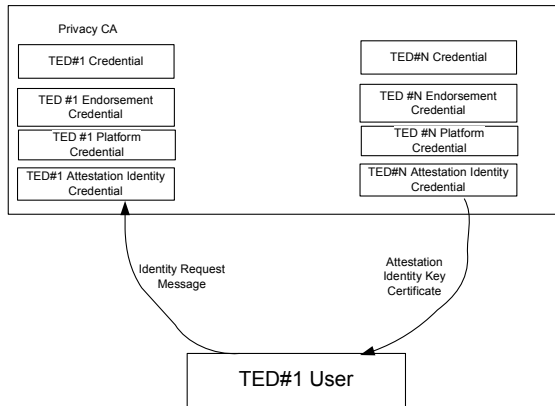 Privacy CA
TED#1 Credential
TED #1 Endorsement
Credential
TED #1 Platform
Credential
TED#1 Attestation Identity
Credential
TED#N Credential
TED #N Endorsement
Credential
TED #N Platform
Credential
TED#N Attestation Identity
Credential
Identity Request
Message
Attestation
Identity Key
Certificate
TED#1 User